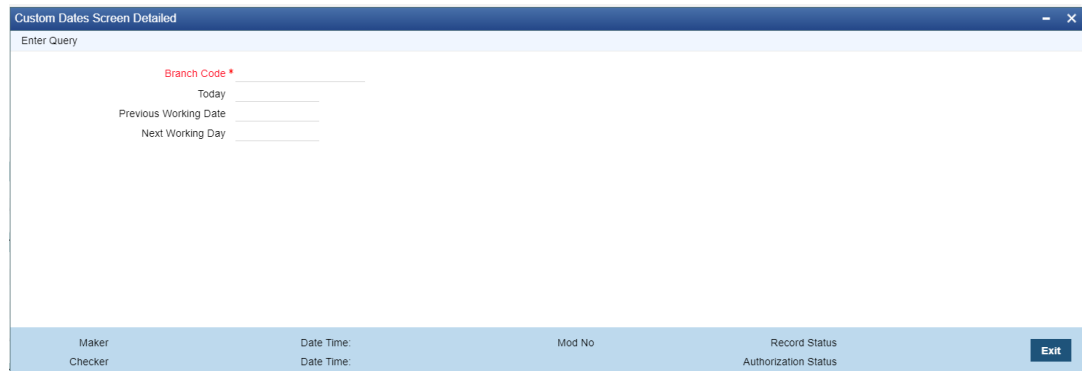 Custom Dates Screen Detailed
Enter Query
Branch Code *
Today
Previous Working Date
Next Working Day
Maker Date Time: Mod No Record Status
Checker Date Time: Authorization Status
Exit